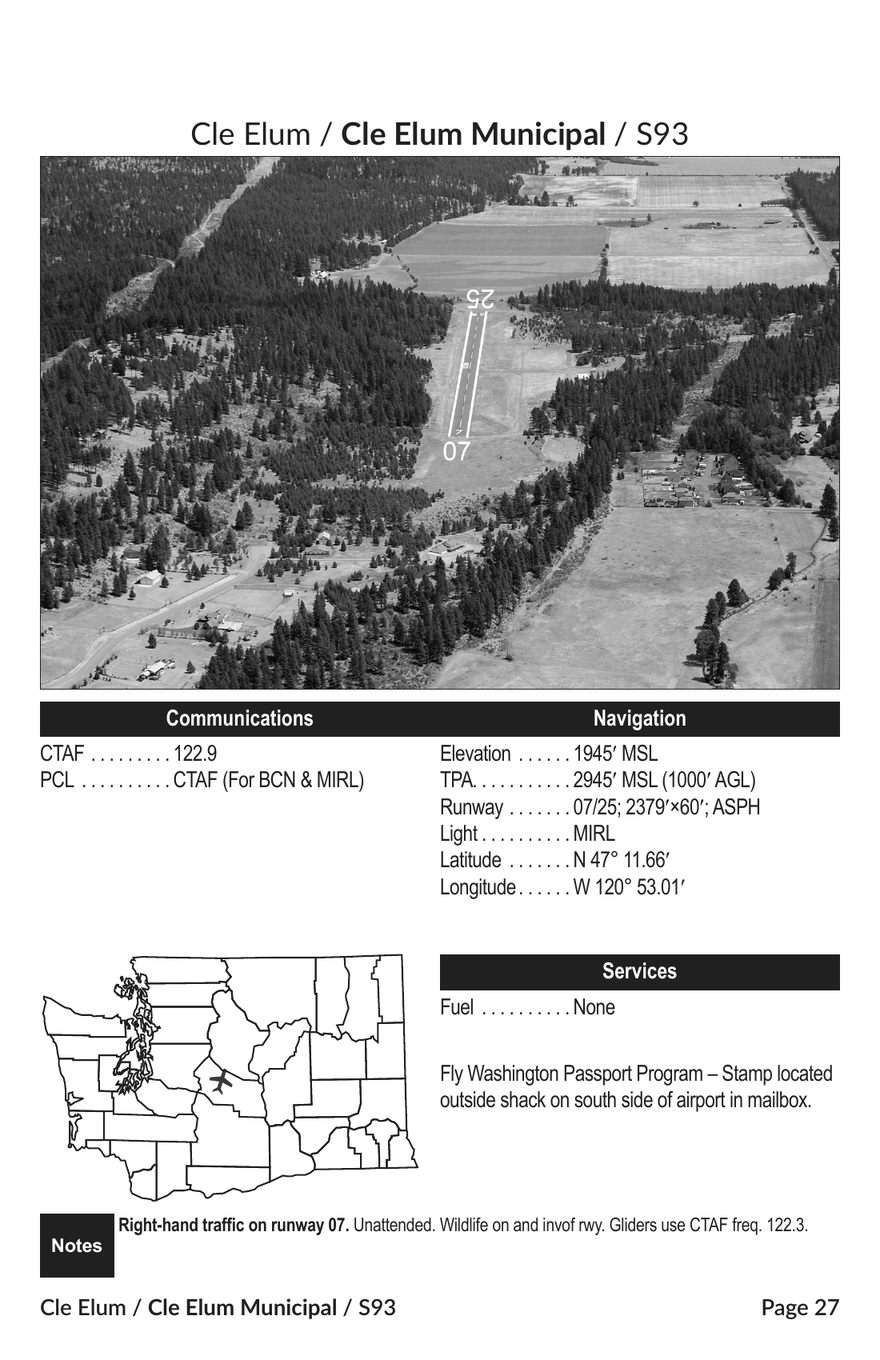 Cle Elum / Cle Elum Municipal / S93
25
07
Communications
CTAF . . . . . . . . . 122.9
PCL . . . . . . . . . . CTAF (For BCN & MIRL)
Navigation
Elevation . . . . . . 1945′ MSL
TPA. . . . . . . . . . . 2945′ MSL (1000′ AGL)
Runway . . . . . . . 07/25; 2379′×60′; ASPH
Light . . . . . . . . . . MIRL
Latitude . . . . . . . N 47° 11.66′
Longitude . . . . . . W 120° 53.01′
Services
Fuel . . . . . . . . . . None
Fly Washington Passport Program – Stamp located
outside shack on south side of airport in mailbox.
Notes
Right-hand traffic on runway 07. Unattended. Wildlife on and invof rwy. Gliders use CTAF freq. 122.3.
Cle Elum / Cle Elum Municipal / S93
Page 27